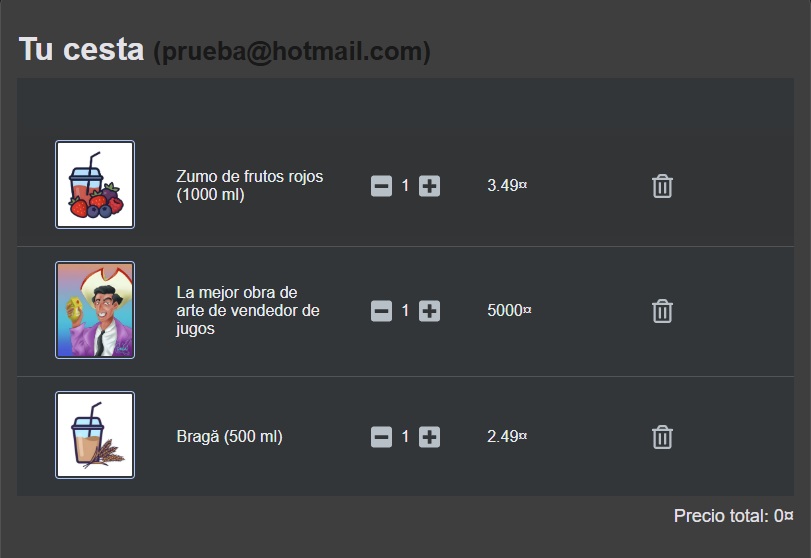 Tu cesta (prueba@hotmail.com)
Zumo de frutos rojos
(1000 ml)
1
3.49¤
La mejor obra de
arte de vendedor de
jugos
1
5000¤
Bragă (500 ml)
1
2.49¤
Precio total: 0¤